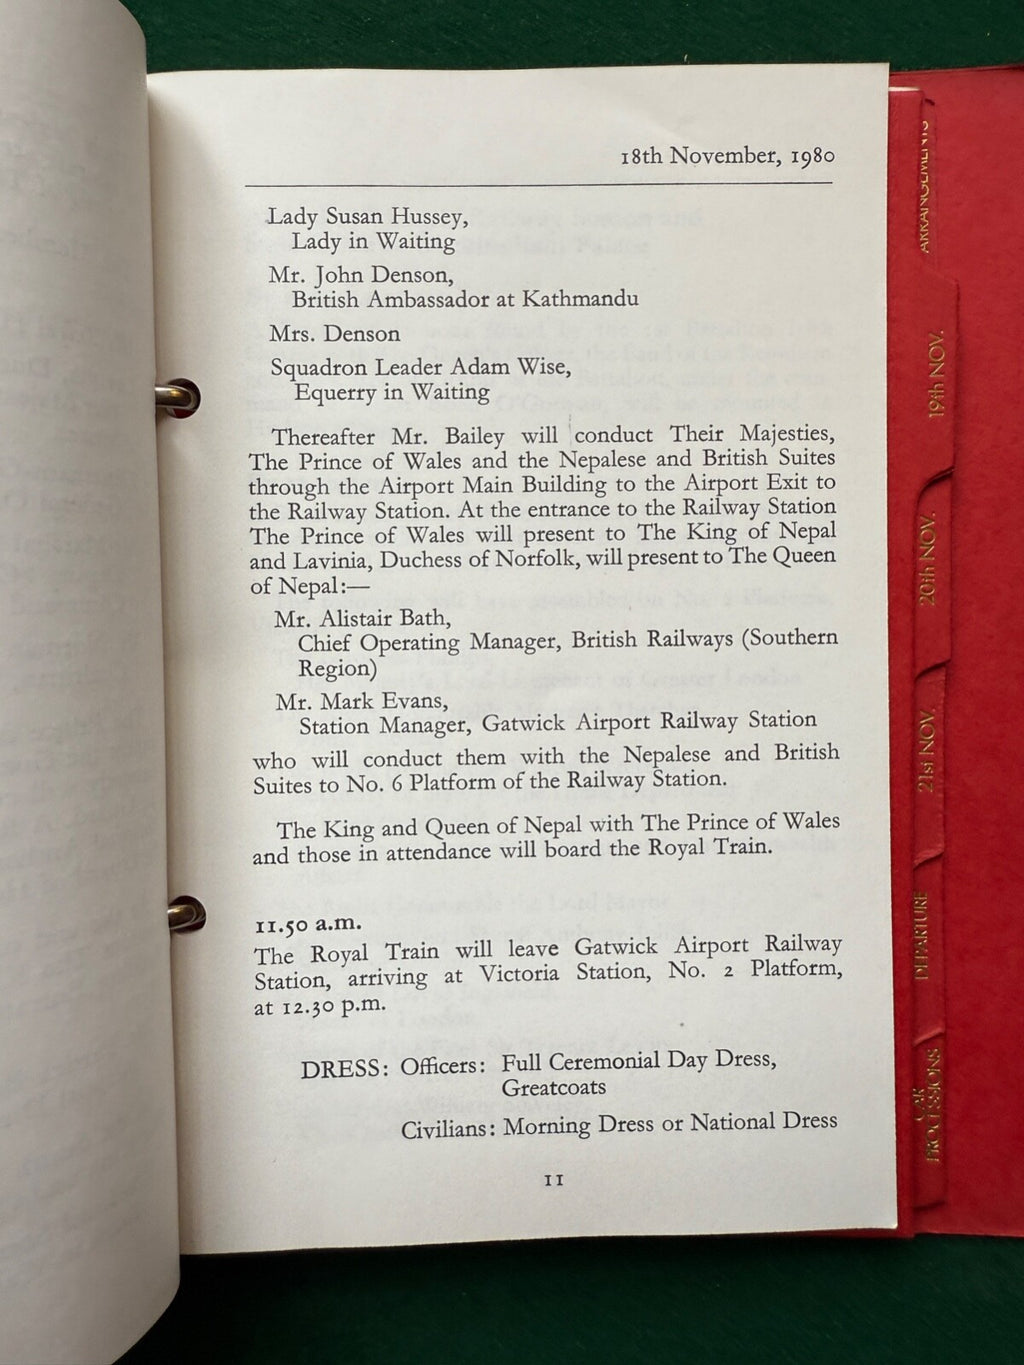 18th November, 1980
Lady Susan Hussey,
Lady in Waiting
Mr. John Denson,
British Ambassador at Kathmandu
Mrs. Denson
Squadron Leader Adam Wise,
Equerry in Waiting
Thereafter Mr. Bailey will conduct Their Majesties,
The Prince of Wales and the Nepalese and British Suites
through the Airport Main Building to the Airport Exit to
the Railway Station. At the entrance to the Railway Station
The Prince of Wales will present to The King of Nepal
and Lavinia, Duchess of Norfolk, will present to The Queen
of Nepal:—
Mr. Alistair Bath,
Chief Operating Manager, British Railways (Southern
Region)
Mr. Mark Evans,
Station Manager, Gatwick Airport Railway Station
who will conduct them with the Nepalese and British
Suites to No. 6 Platform of the Railway Station.
The King and Queen of Nepal with The Prince of Wales
and those in attendance will board the Royal Train.
11.50 a.m.
The Royal Train will leave Gatwick Airport Railway
Station, arriving at Victoria Station, No. 2 Platform,
at 12.30 p.m.
DRESS: Officers: Full Ceremonial Day Dress,
Greatcoats
Civilians: Morning Dress or National Dress
11
ARRANGEMENTS
19th NOV.
20th NOV.
21st NOV.
DEPARTURE
CAR
PROCESSIONS